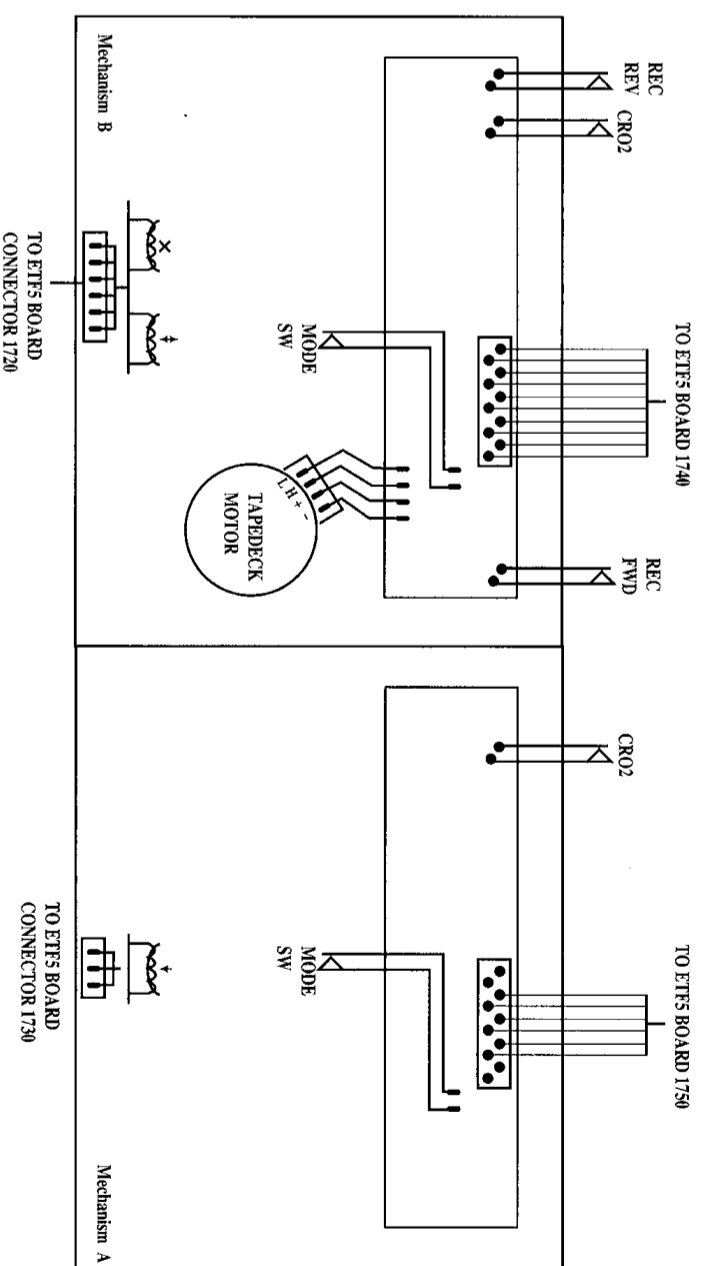 REC
REV
CRO2
TO ETF5 BOARD 1740
REC
FWD
CRO2
TO ETF5 BOARD 1750
MODE
SW
L H + -
TAPEDECK
MOTOR
MODE
SW
Mechanism B
TO ETF5 BOARD
CONNECTOR 1720
TO ETF5 BOARD
CONNECTOR 1730
Mechanism A